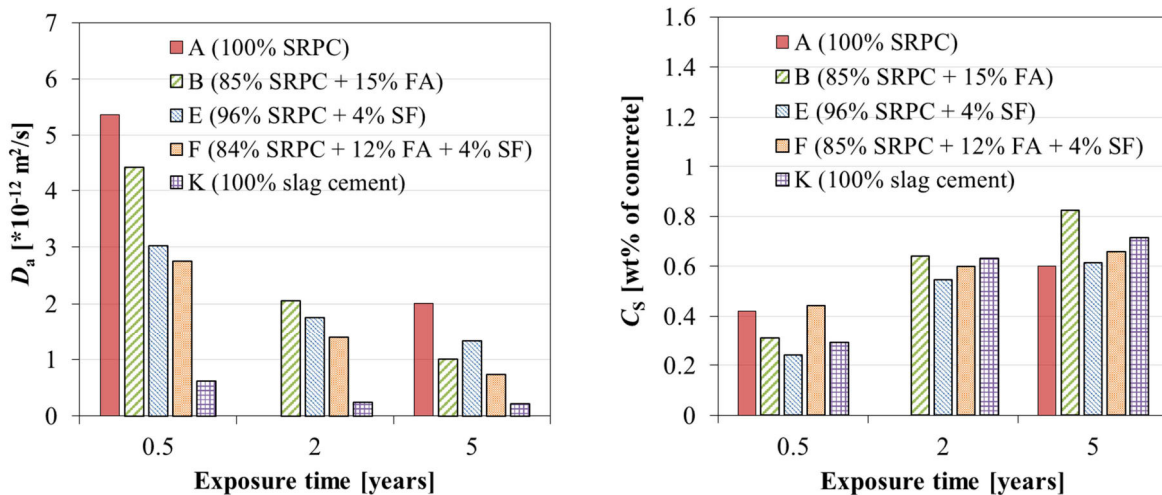 7
6
5
4
3
2
1
0
D_a [*10^-12 m^2/s]
A (100% SRPC)
B (85% SRPC + 15% FA)
E (96% SRPC + 4% SF)
F (84% SRPC + 12% FA + 4% SF)
K (100% slag cement)
0.5 2 5
Exposure time [years]
1.6
1.4
1.2
1
0.8
0.6
0.4
0.2
0
C_S [wt% of concrete]
A (100% SRPC)
B (85% SRPC + 15% FA)
E (96% SRPC + 4% SF)
F (85% SRPC + 12% FA + 4% SF)
K (100% slag cement)
0.5 2 5
Exposure time [years]